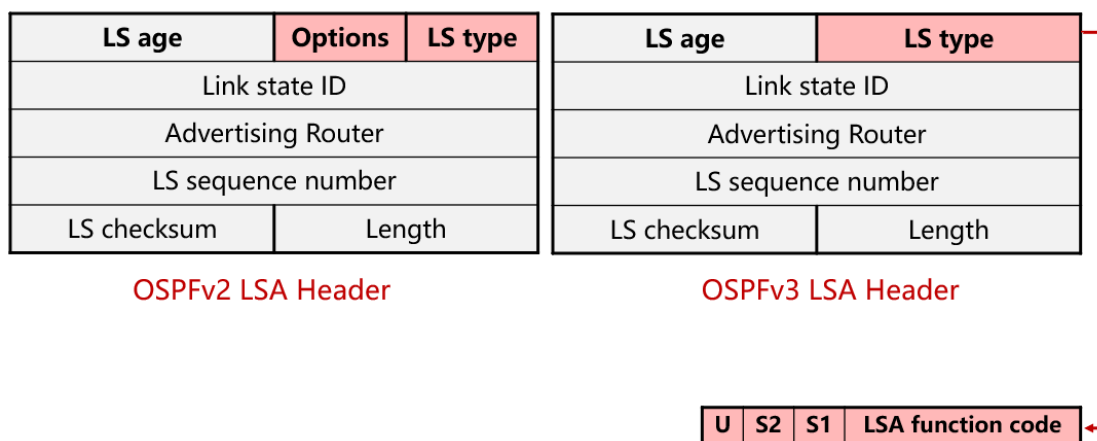 LS age Options LS type
Link state ID
Advertising Router
LS sequence number
LS checksum Length
OSPFv2 LSA Header
LS age LS type
Link state ID
Advertising Router
LS sequence number
LS checksum Length
OSPFv3 LSA Header
U S2 S1 LSA function code